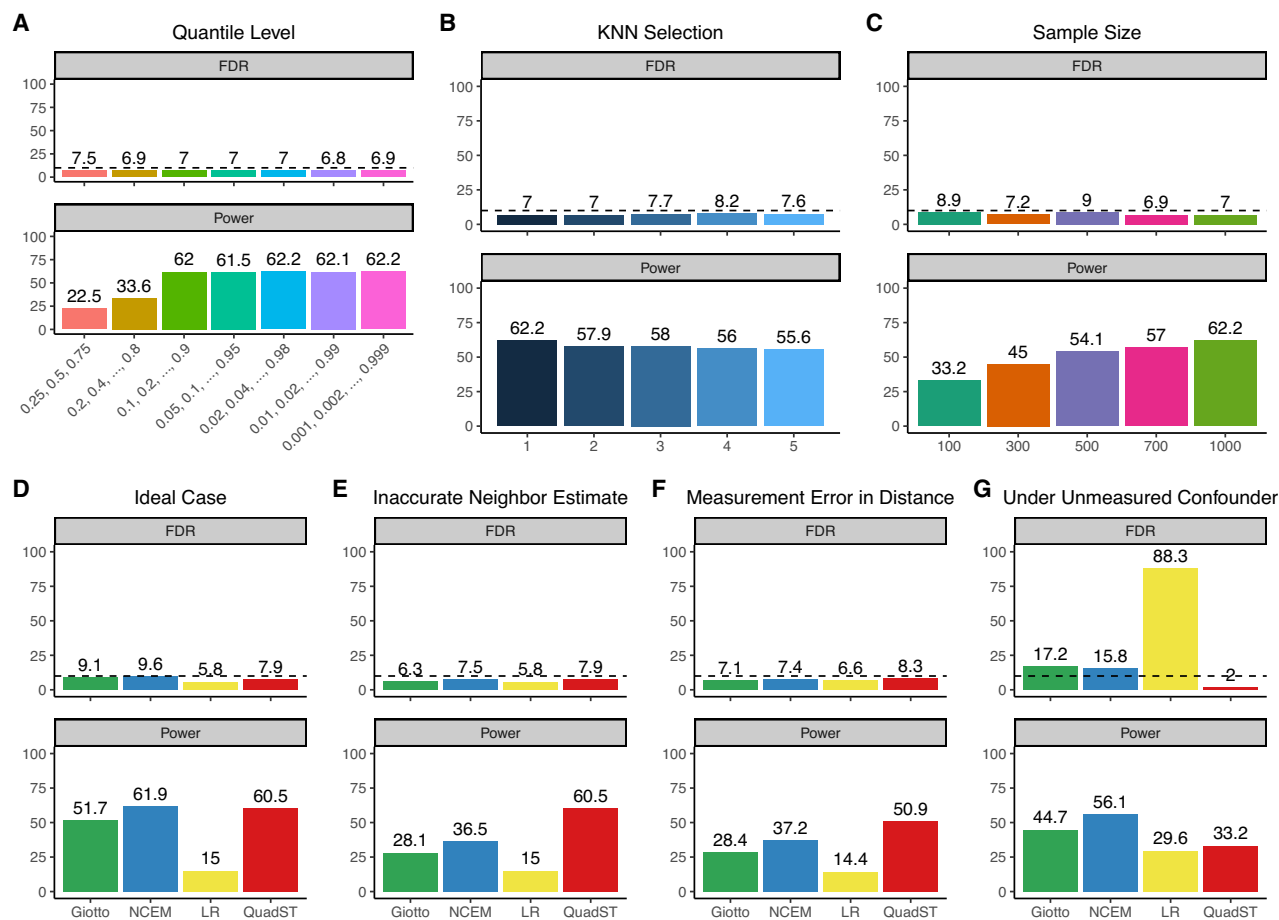 A
Quantile Level
FDR
100
75
50
25
0
7.5 6.9 7 7 7 6.8 6.9
Power
100
75
50
25
0
22.5 33.6 62 61.5 62.2 62.1 62.2
0.25, 0.5, 0.75
0.2, 0.4, ..., 0.8
0.1, 0.2, ..., 0.9
0.05, 0.1, ..., 0.95
0.02, 0.04, ..., 0.98
0.01, 0.02, ..., 0.99
0.001, 0.002, ..., 0.999
B
KNN Selection
FDR
100
75
50
25
0
7 7 7.7 8.2 7.6
Power
100
75
50
25
0
62.2 57.9 58 56 55.6
1 2 3 4 5
C
Sample Size
FDR
100
75
50
25
0
8.9 7.2 9 6.9 7
Power
100
75
50
25
0
33.2 45 54.1 57 62.2
100 300 500 700 1000
D
Ideal Case
FDR
100
75
50
25
0
9.1 9.6 5.8 7.9
Power
100
75
50
25
0
51.7 61.9 15 60.5
Giotto NCEM LR QuadST
E
Inaccurate Neighbor Estimate
FDR
100
75
50
25
0
6.3 7.5 5.8 7.9
Power
100
75
50
25
0
28.1 36.5 15 60.5
Giotto NCEM LR QuadST
F
Measurement Error in Distance
FDR
100
75
50
25
0
7.1 7.4 6.6 8.3
Power
100
75
50
25
0
28.4 37.2 14.4 50.9
Giotto NCEM LR QuadST
G
Under Unmeasured Confounder
FDR
100
75
50
25
0
17.2 15.8 88.3 2
Power
100
75
50
25
0
44.7 56.1 29.6 33.2
Giotto NCEM LR QuadST